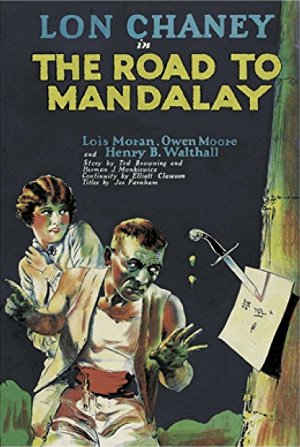 LON CHANEY
in
THE ROAD TO
MANDALAY
Lois Moran, Owen Moore
and Henry B. Walthall
Story by Tod Browning and
Herman J. Mankiewicz
Continuity by Elliott Clawson
Titles by Joe Farnham